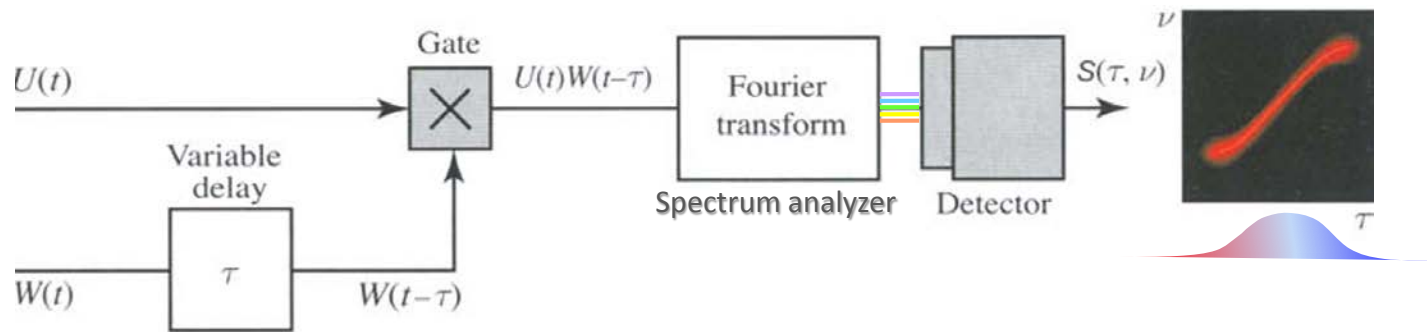 Gate
U(t)
U(t)W(t−τ)
Fourier
transform
S(τ, ν)
ν
Variable
delay
Spectrum analyzer
Detector
τ
τ
W(t)
W(t−τ)